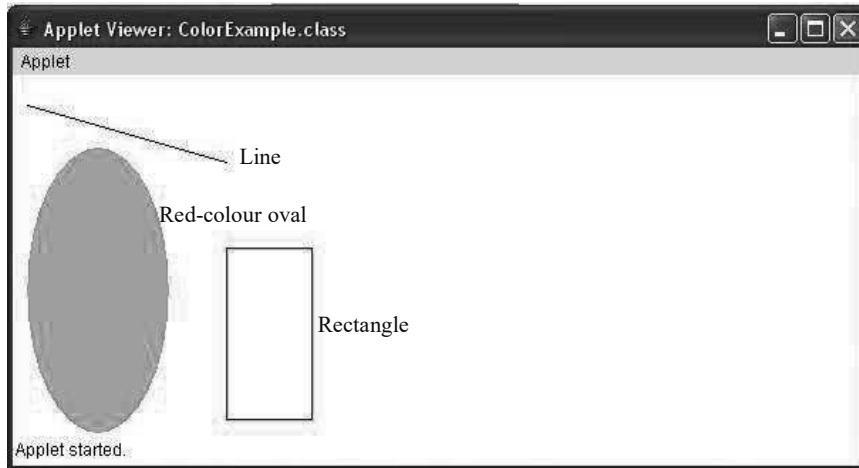 Applet Viewer: ColorExample.class
Applet
Line
Red-colour oval
Rectangle
Applet started.